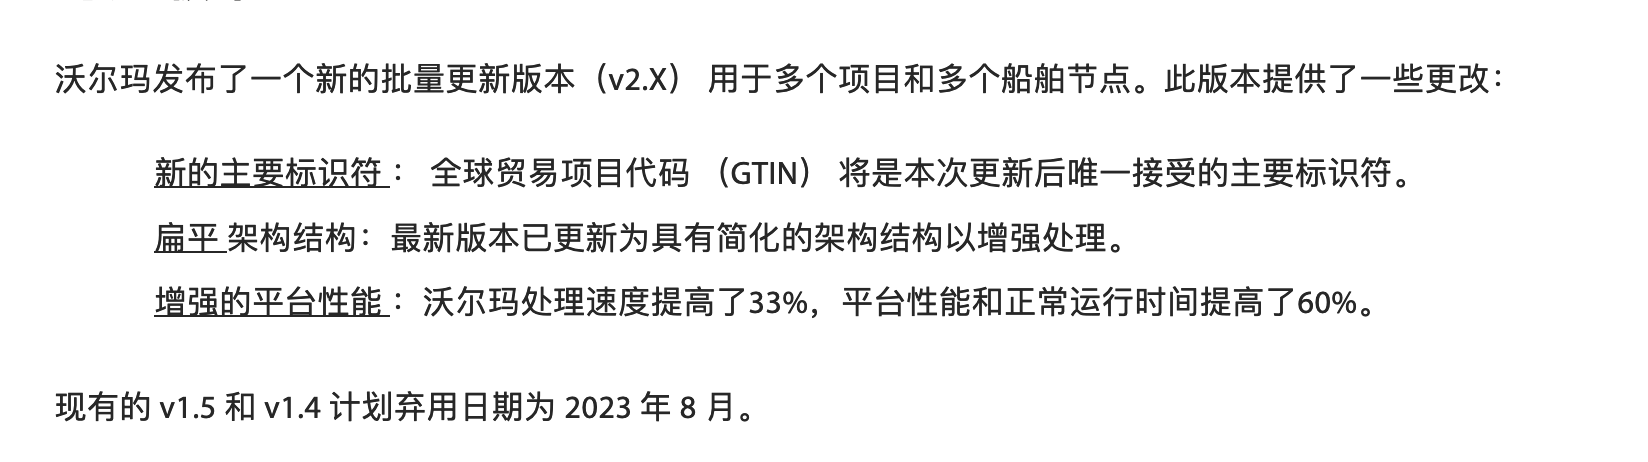 沃尔玛发布了一个新的批量更新版本（v2.X） 用于多个项目和多个船舶节点。此版本提供了一些更改：
新的主要标识符 ： 全球贸易项目代码 （GTIN） 将是本次更新后唯一接受的主要标识符。
扁平 架构结构：最新版本已更新为具有简化的架构结构以增强处理。
增强的平台性能 ：沃尔玛处理速度提高了33%，平台性能和正常运行时间提高了60%。
现有的 v1.5 和 v1.4 计划弃用日期为 2023 年 8 月。